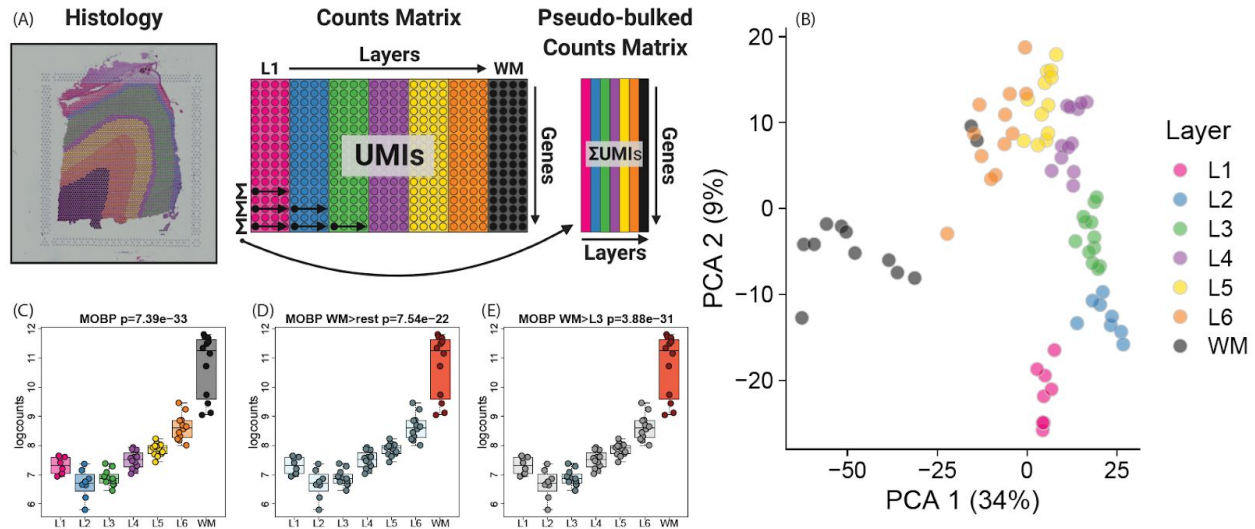 (A)
Histology
Counts Matrix
Layers
L1
WM
UMIs
Genes
MMM
Pseudo-bulked
Counts Matrix
ΣUMIs
Genes
Layers
(B)
20
10
0
−10
−20
PCA 2 (9%)
−50
−25
0
25
PCA 1 (34%)
Layer
L1
L2
L3
L4
L5
L6
WM
(C)
MOBP p=7.39e−33
logcounts
12
11
10
9
8
7
6
L1 L2 L3 L4 L5 L6 WM
(D)
MOBP WM>rest p=7.54e−22
logcounts
12
11
10
9
8
7
6
L1 L2 L3 L4 L5 L6 WM
(E)
MOBP WM>L3 p=3.88e−31
logcounts
12
11
10
9
8
7
6
L1 L2 L3 L4 L5 L6 WM